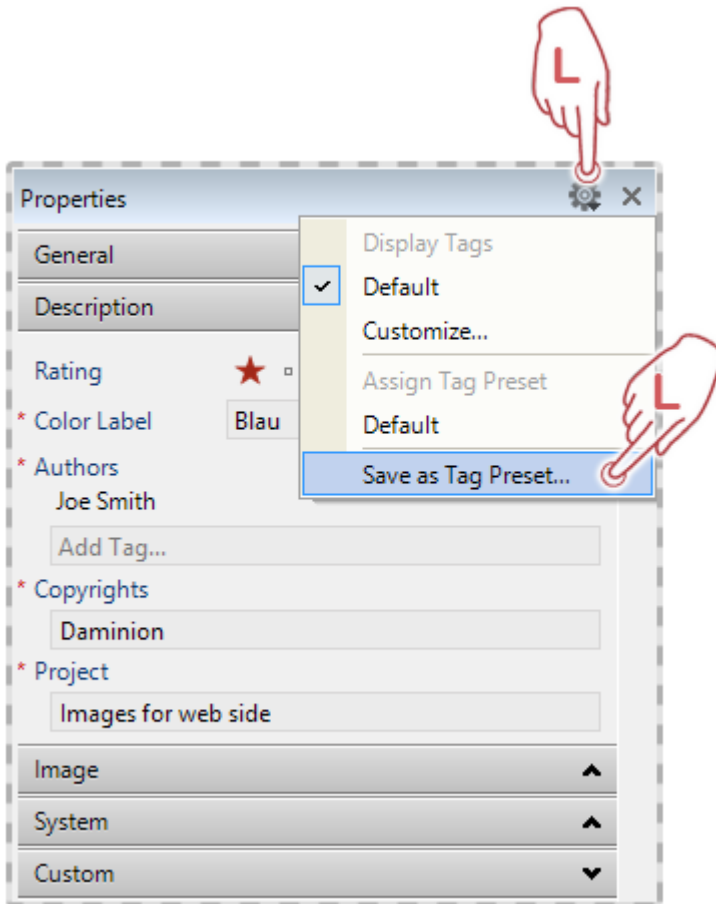 L
Properties
General
Display Tags
Default
Description
Customize...
Rating
Assign Tag Preset
L
* Color Label
Blau
Default
* Authors
Save as Tag Preset...
Joe Smith
Add Tag...
* Copyrights
Daminion
* Project
Images for web side
Image
System
Custom